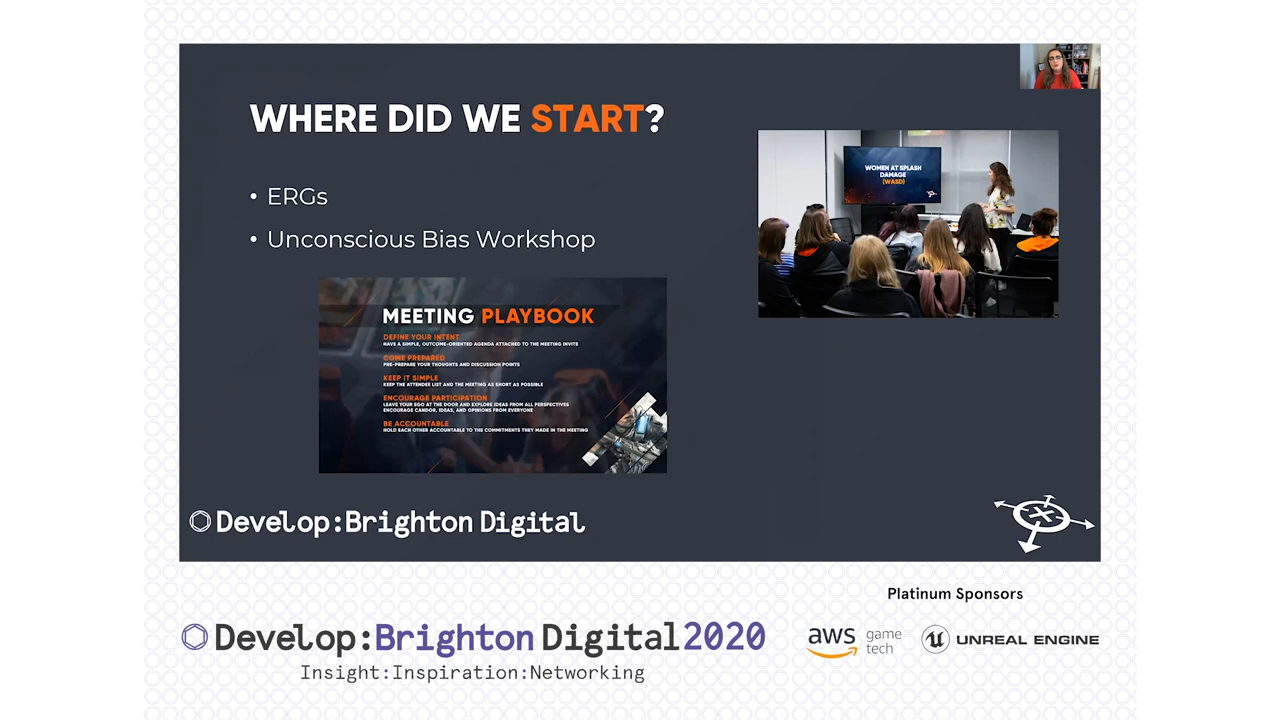 WHERE DID WE START?
• ERGs
• Unconscious Bias Workshop
WOMEN AT SPLASH
DAMAGE
(WASD)
MEETING PLAYBOOK
DEFINE YOUR INTENT
HAVE A SIMPLE, OUTCOME-ORIENTED AGENDA ATTACHED TO THE MEETING INVITE
COME PREPARED
PRE-PREPARE YOUR THOUGHTS AND DISCUSSION POINTS
KEEP IT SIMPLE
KEEP THE ATTENDEE LIST AND THE MEETING AS SHORT AS POSSIBLE
ENCOURAGE PARTICIPATION
LEAVE YOUR EGO AT THE DOOR AND EXPLORE IDEAS FROM ALL PERSPECTIVES
ENCOURAGE CANDOR, IDEAS, AND OPINIONS FROM EVERYONE
BE ACCOUNTABLE
HOLD EACH OTHER ACCOUNTABLE TO THE COMMITMENTS THEY MADE IN THE MEETING
Develop:Brighton Digital
Platinum Sponsors
Develop:Brighton Digital 2020
Insight:Inspiration:Networking
aws game
tech
UNREAL ENGINE